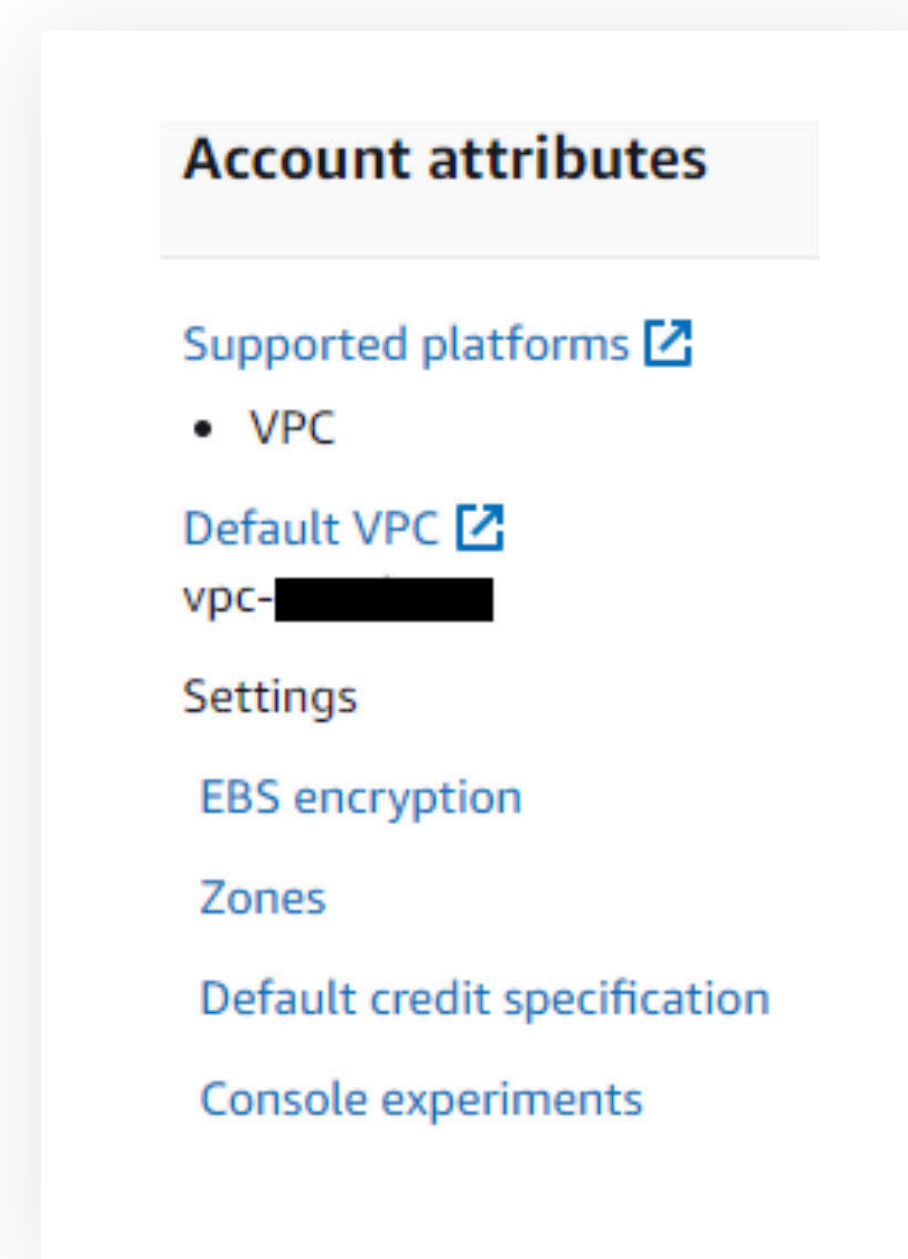 Account attributes
Supported platforms
• VPC
Default VPC
vpc-
Settings
EBS encryption
Zones
Default credit specification
Console experiments